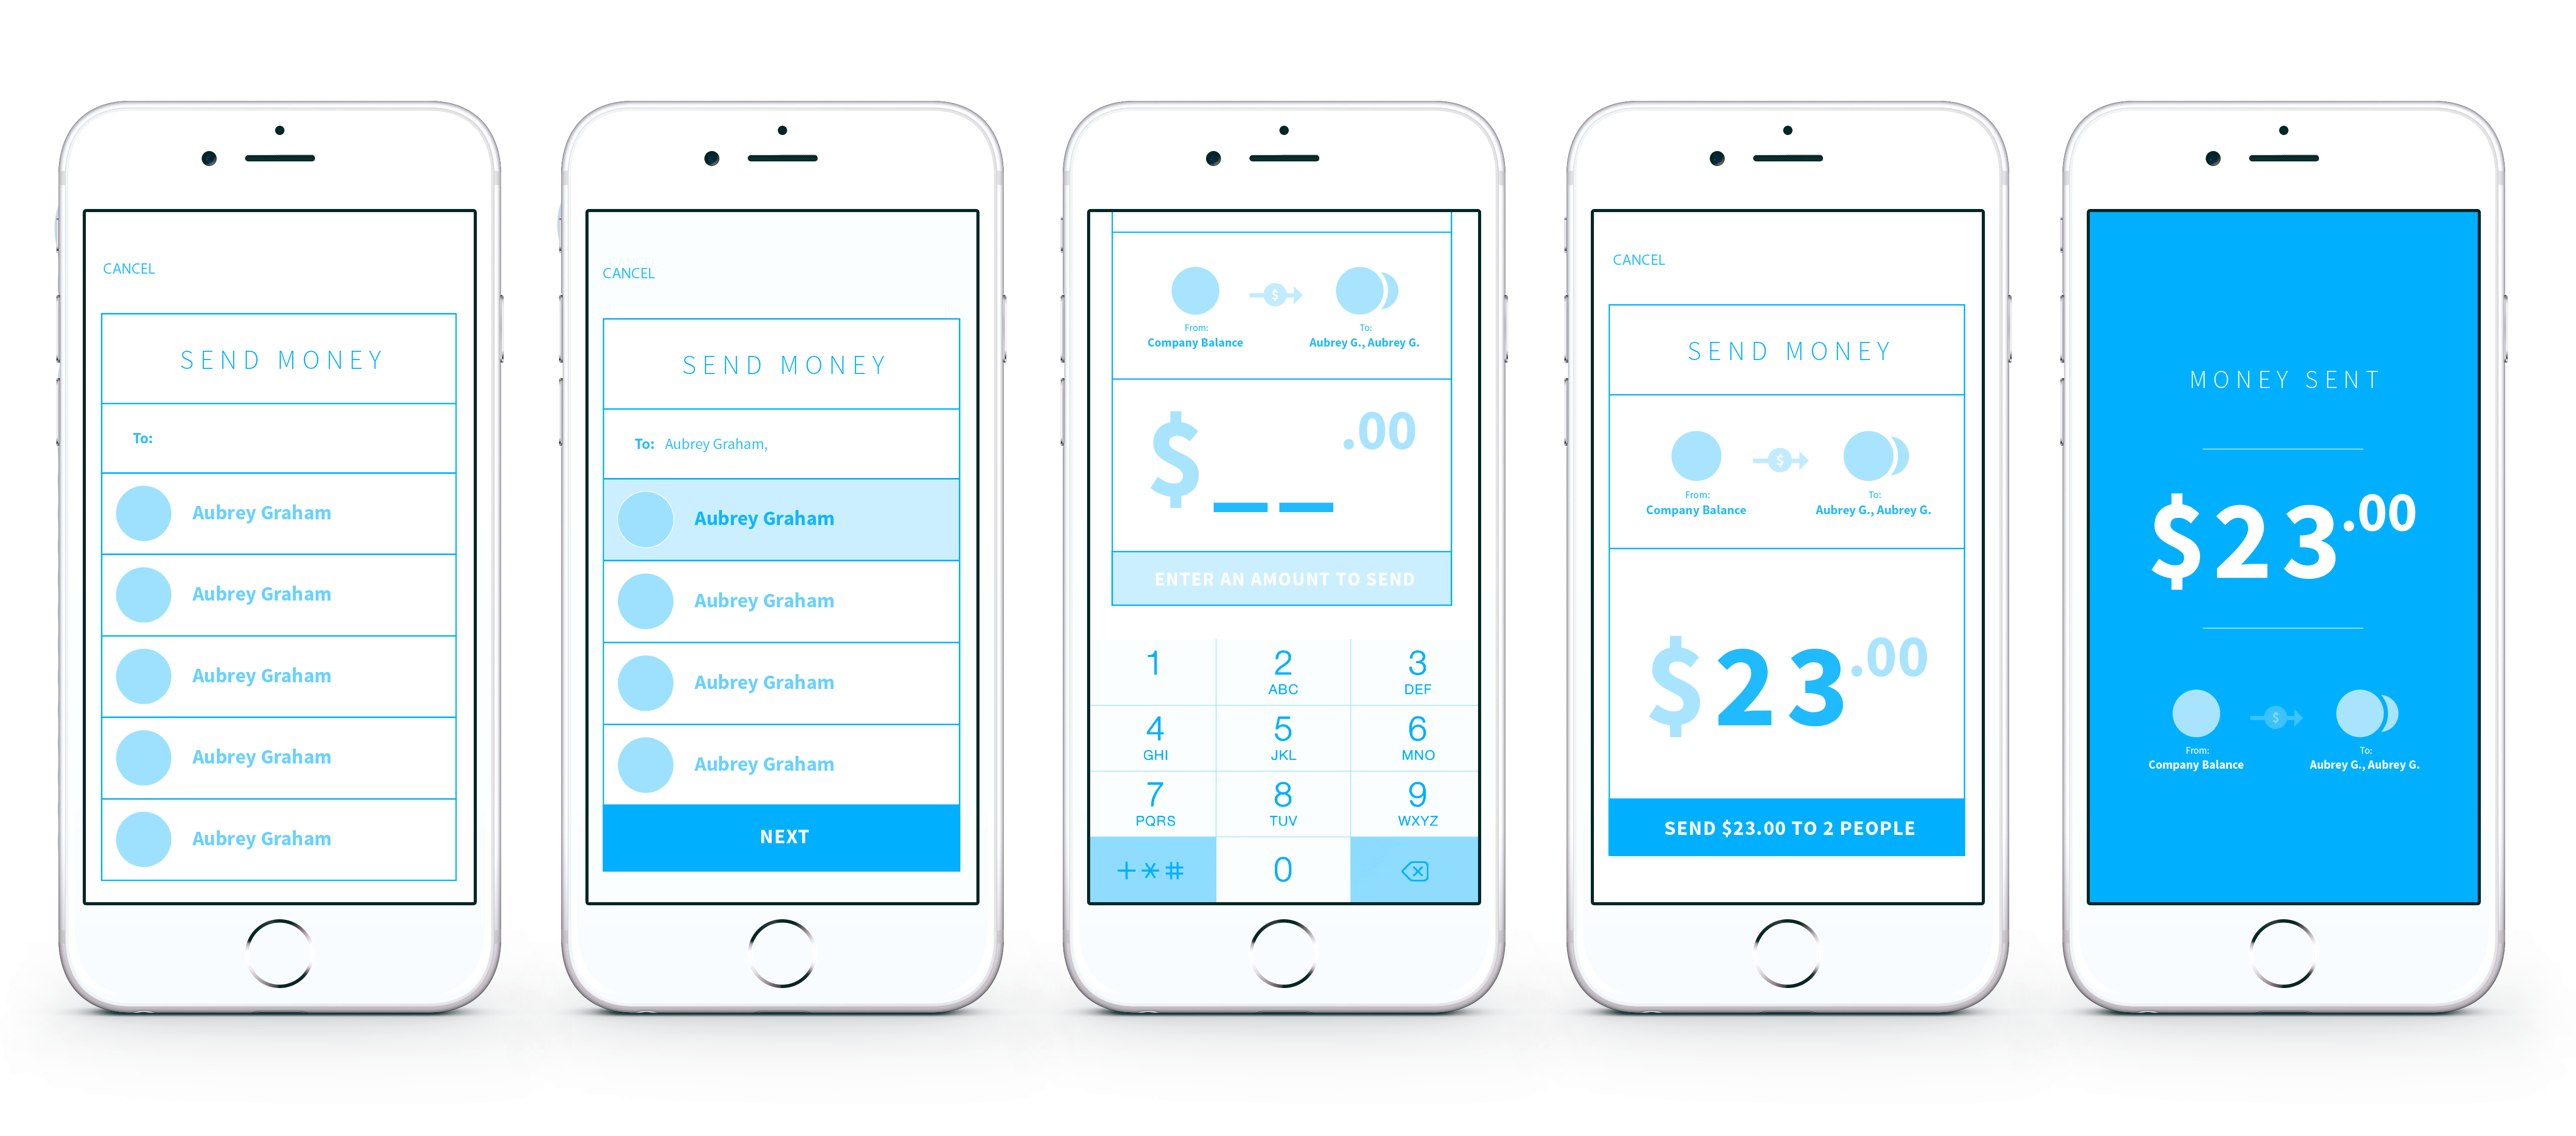 CANCEL
SEND MONEY
To:
Aubrey Graham
Aubrey Graham
Aubrey Graham
Aubrey Graham
Aubrey Graham
CANCEL
SEND MONEY
To: Aubrey Graham,
Aubrey Graham
Aubrey Graham
Aubrey Graham
Aubrey Graham
NEXT
$
From: To:
Company Balance Aubrey G., Aubrey G.
$ .00
ENTER AN AMOUNT TO SEND
1 2 3
ABC DEF
4 5 6
GHI JKL MNO
7 8 9
PQRS TUV WXYZ
+*# 0
CANCEL
SEND MONEY
$
From: To:
Company Balance Aubrey G., Aubrey G.
$23.00
SEND $23.00 TO 2 PEOPLE
MONEY SENT
$23.00
$
From: To:
Company Balance Aubrey G., Aubrey G.